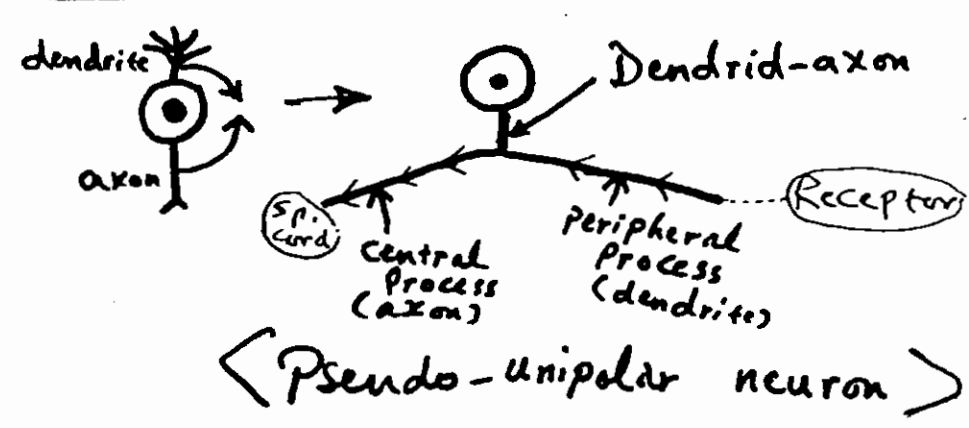 dendrite
axon
Dendrid-axon
Sp.
Cord
Central
Process
(axon)
Peripheral
Process
(dendrite)
Receptor
<Pseudo-unipolar neuron>